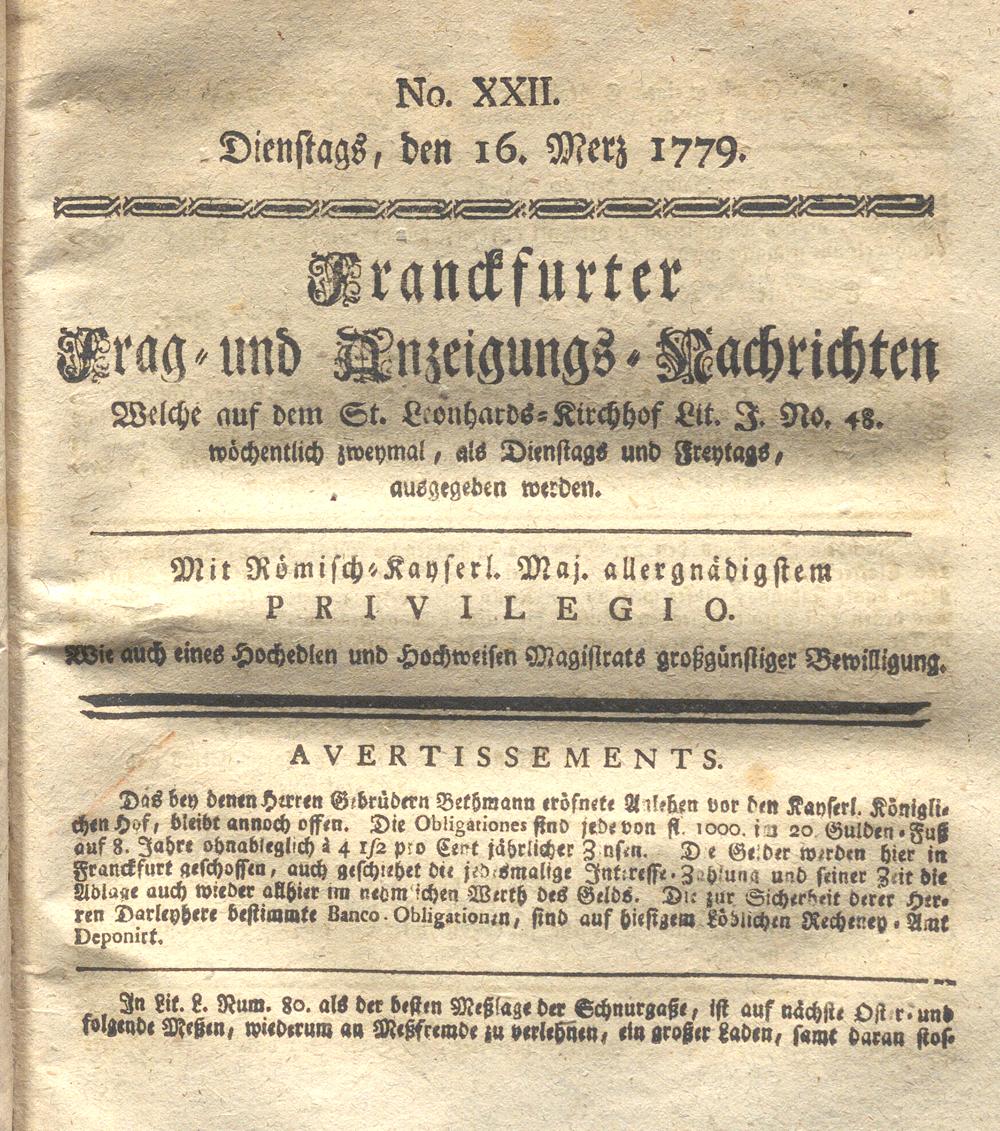 No. XXII.
Dienstags, den 16. Merz 1779.
Franckfurter
Frag- und Anzeigungs-Nachrichten
Welche auf dem St. Leonhards-Kirchhof Lit. J. No. 48.
wöchentlich zweymal, als Dienstags und Freytags,
ausgegeben werden.
Mit Römisch-Kayserl. Maj. allergnädigstem
PRIVILEGIO.
Wie auch eines Hochedlen und Hochweisen Magistrats großgünstiger Bewilligung.
AVERTISSEMENTS.
Das bey denen Herren Gebrüdern Bethmann eröfnete Anlehen vor den Kayserl. Königli-
chen Hof, bleibt annoch offen. Die Obligationes sind jede von fl. 1000. im 20. Gulden-Fuß
auf 8. Jahre ohnableglich à 4 1/2 pro Cent jährlicher Zinsen. Die Gelder werden hier in
Franckfurt geschossen, auch geschiehet die jedesmalige Interesse-Zahlung und seiner Zeit die
Ablage auch wieder allhier im nemlichen Werth des Gelds. Die zur Sicherheit derer Her-
ren Darleyhere bestimmte Banco-Obligationen, sind auf hiesigem Löblichen Recheney-Amt
Deponirt.
In Lit. L. Num. 80. als der besten Meßlage der Schnurgaße, ist auf nächste Oster- und
folgende Meßen, wiederum an Meßfremde zu verlehnen, ein großer Laden, samt daran stos-